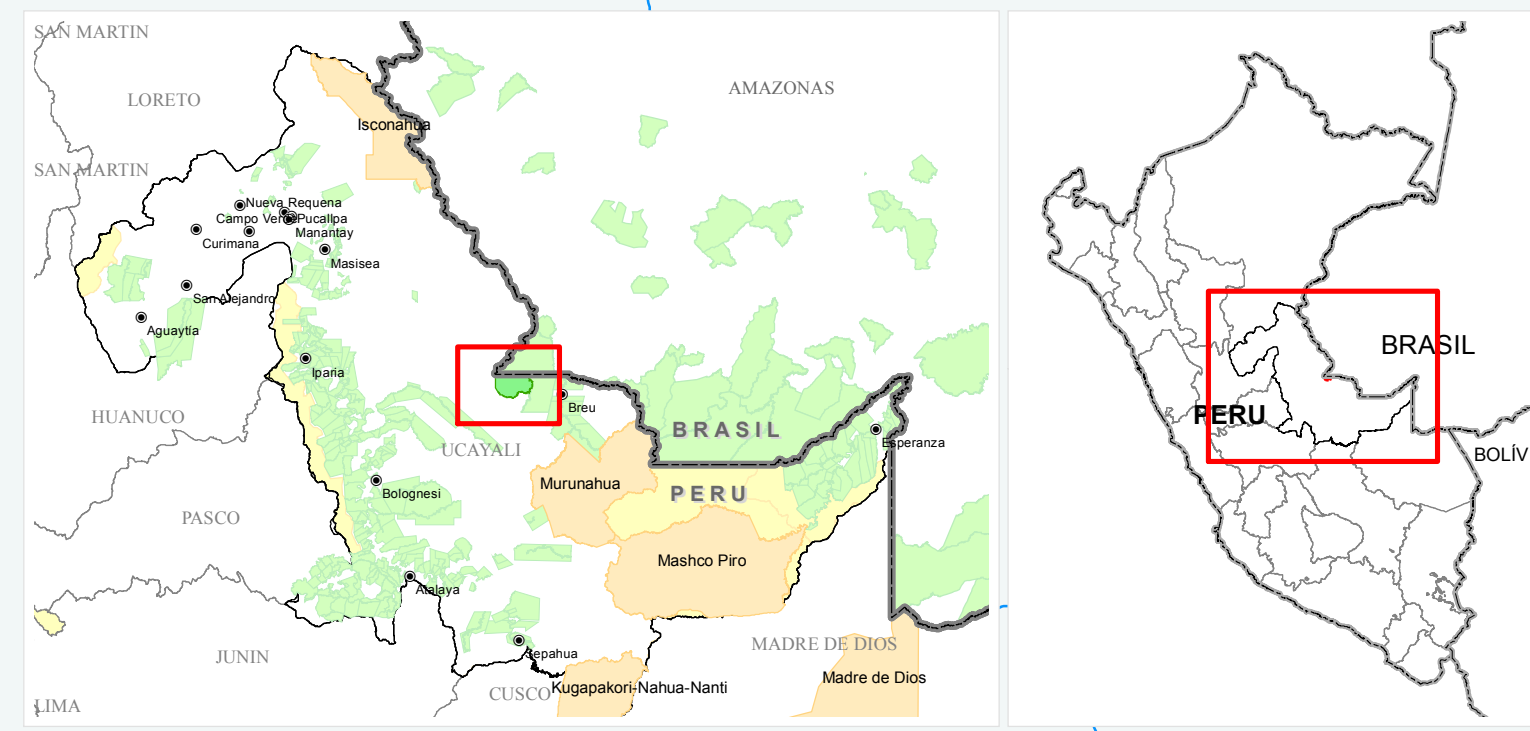 SAN MARTIN
LORETO
AMAZONAS
Isconahua
SAN MARTIN
Nueva Requena
Campo Verde
Pucallpa
Curimana
Manantay
Masisea
San Alejandro
Aguaytía
Iparia
HUANUCO
Breu
BRASIL
UCAYALI
Esperanza
Murunahua
PERU
Bolognesi
PASCO
Mashco Piro
Atalaya
Sepahua
MADRE DE DIOS
JUNIN
Kugapakori-Nahua-Nanti
Madre de Dios
CUSCO
LIMA
BRASIL
PERU
BOLÍV